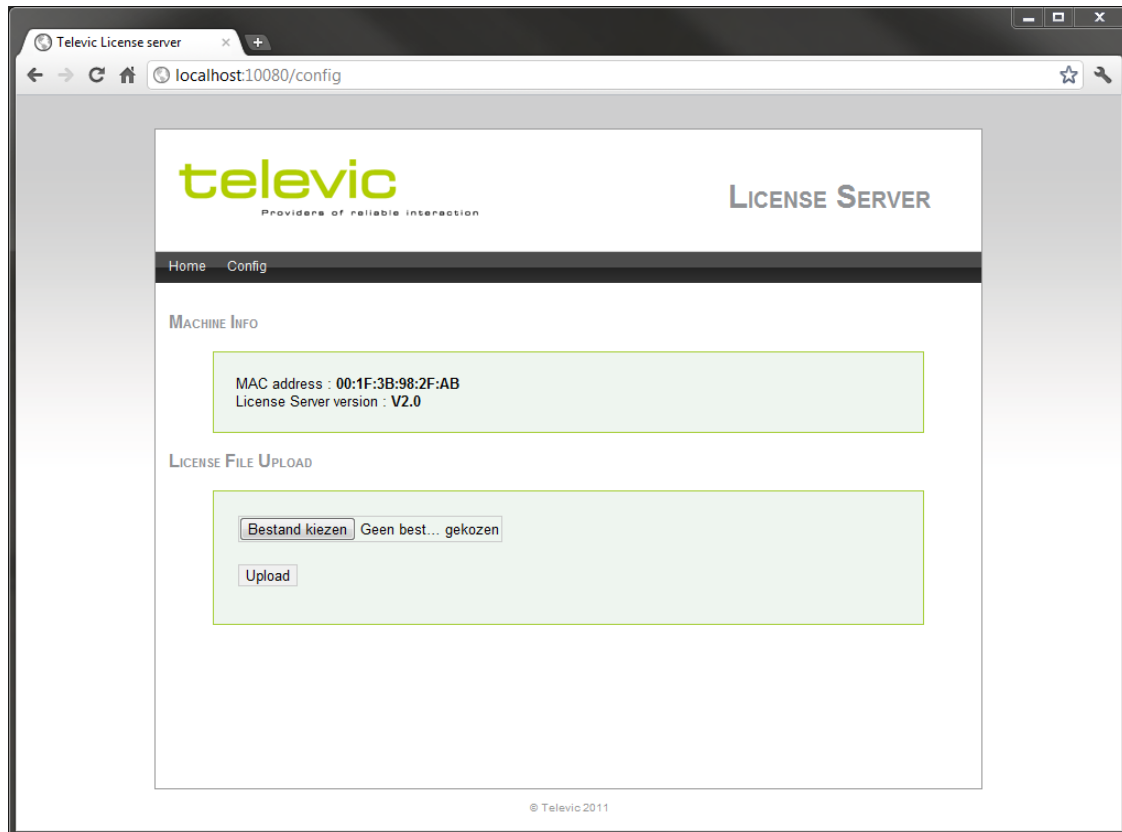 Televic License server
localhost:10080/config
televic
Providers of reliable interaction
License Server
Home Config
Machine Info
MAC address : 00:1F:3B:98:2F:AB
License Server version : V2.0
License File Upload
Bestand kiezen Geen best... gekozen
Upload
© Televic 2011